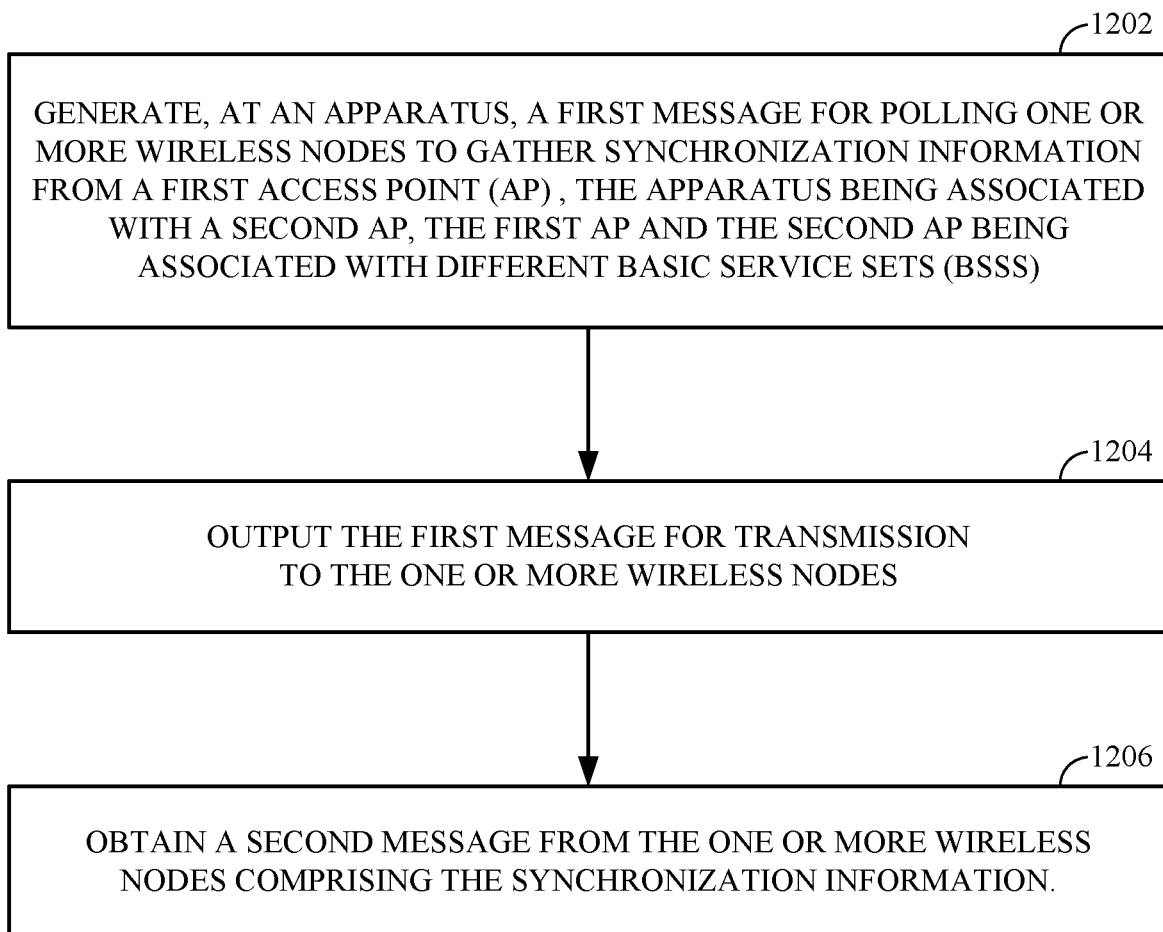 1202
GENERATE, AT AN APPARATUS, A FIRST MESSAGE FOR POLLING ONE OR
MORE WIRELESS NODES TO GATHER SYNCHRONIZATION INFORMATION
FROM A FIRST ACCESS POINT (AP) , THE APPARATUS BEING ASSOCIATED
WITH A SECOND AP, THE FIRST AP AND THE SECOND AP BEING
ASSOCIATED WITH DIFFERENT BASIC SERVICE SETS (BSSS)
1204
OUTPUT THE FIRST MESSAGE FOR TRANSMISSION
TO THE ONE OR MORE WIRELESS NODES
1206
OBTAIN A SECOND MESSAGE FROM THE ONE OR MORE WIRELESS
NODES COMPRISING THE SYNCHRONIZATION INFORMATION.